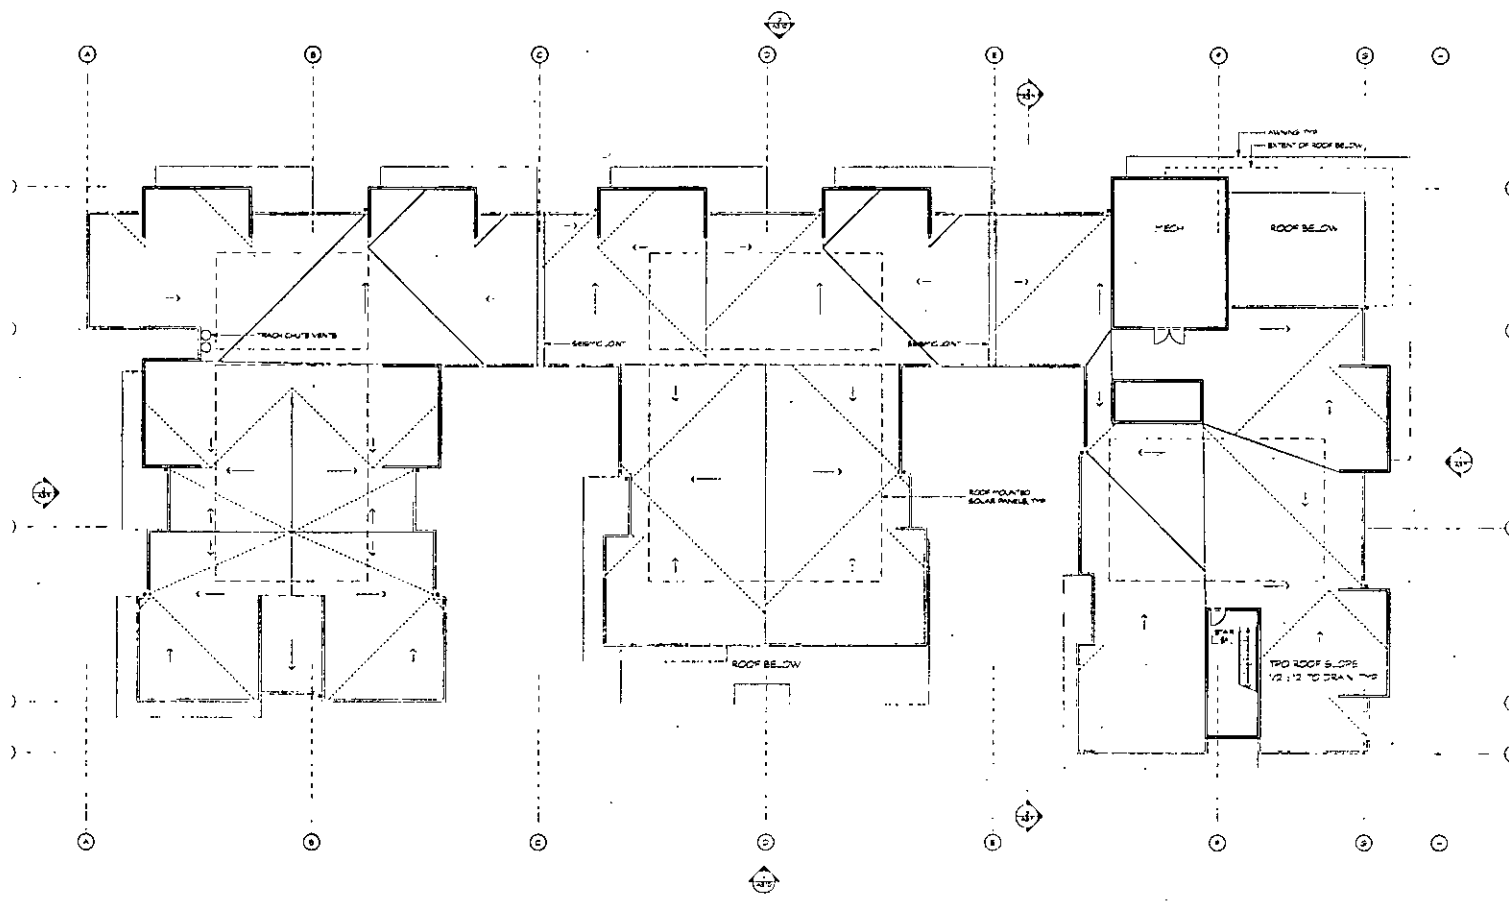 A B C D E F G
AWNING, TYP
EXTENT OF ROOF BELOW
MECH
ROOF BELOW
TRASH CHUTE VENTS
SEISMIC JOINT
SEISMIC JOINT
ROOF MOUNTED
SOLAR PANELS, TYP
STAIR
ROOF BELOW
TPO ROOF SLOPE
1/2 : 12 TO DRAIN, TYP
A B C D E F G